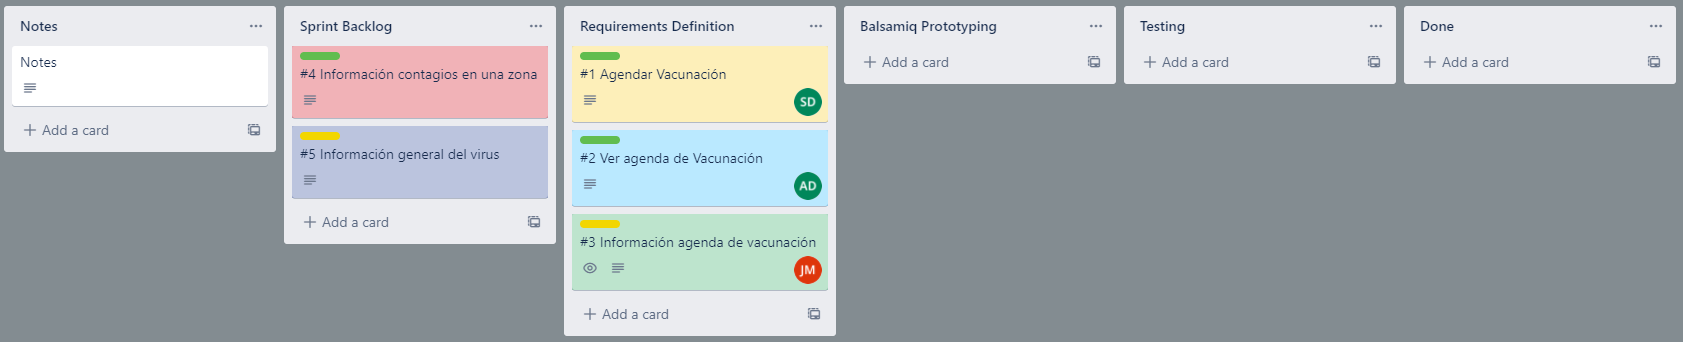 Notes
Notes
Add a card
Sprint Backlog
#4 Información contagios en una zona
#5 Información general del virus
Add a card
Requirements Definition
#1 Agendar Vacunación
SD
#2 Ver agenda de Vacunación
AD
#3 Información agenda de vacunación
JM
Add a card
Balsamiq Prototyping
Add a card
Testing
Add a card
Done
Add a card